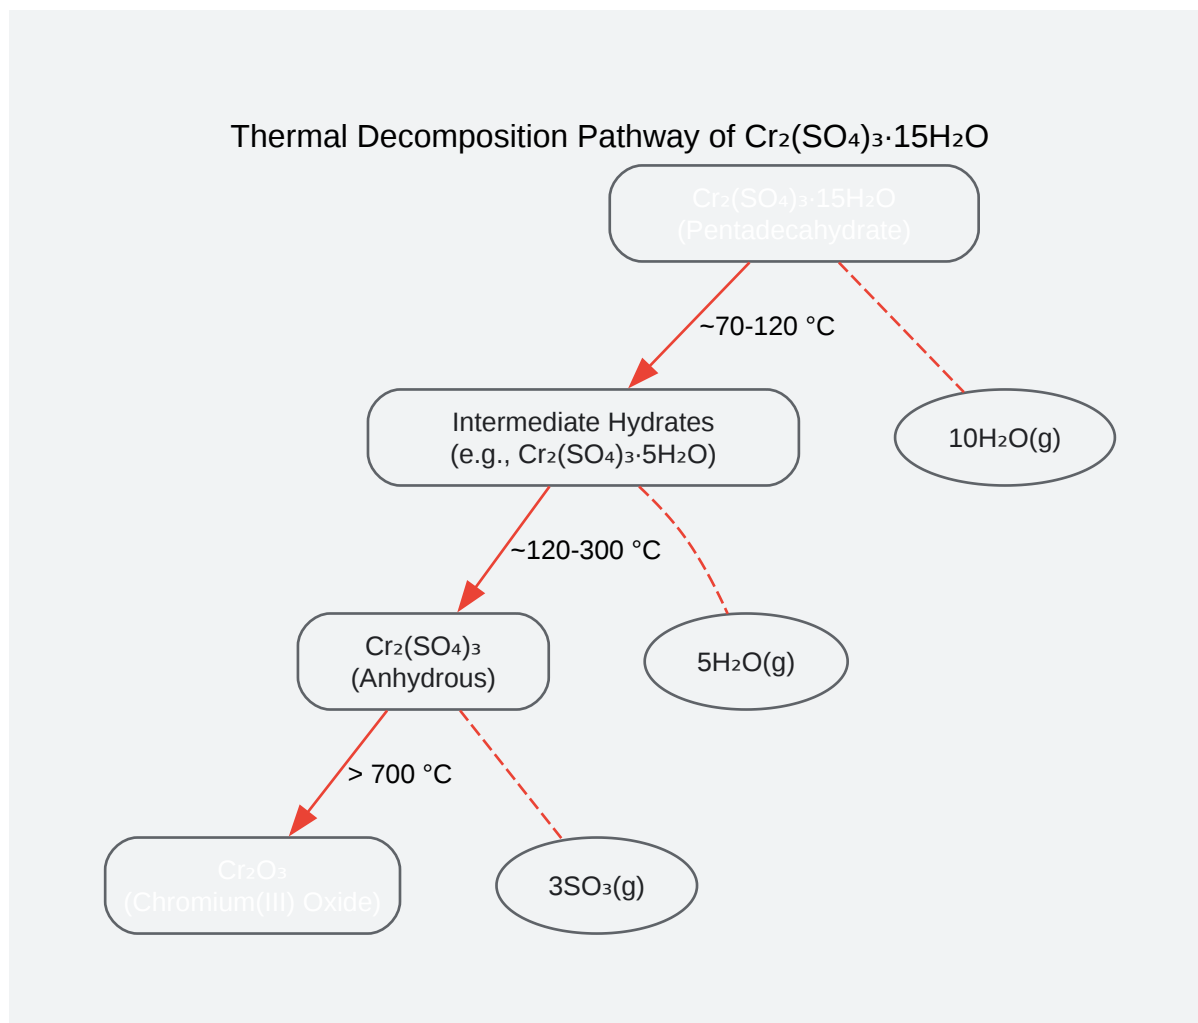 Thermal Decomposition Pathway of Cr₂(SO₄)₃·15H₂O
Cr₂(SO₄)₃·15H₂O
(Pentadecahydrate)
~70-120 °C
Intermediate Hydrates
(e.g., Cr₂(SO₄)₃·5H₂O)
10H₂O(g)
~120-300 °C
Cr₂(SO₄)₃
(Anhydrous)
5H₂O(g)
> 700 °C
Cr₂O₃
(Chromium(III) Oxide)
3SO₃(g)